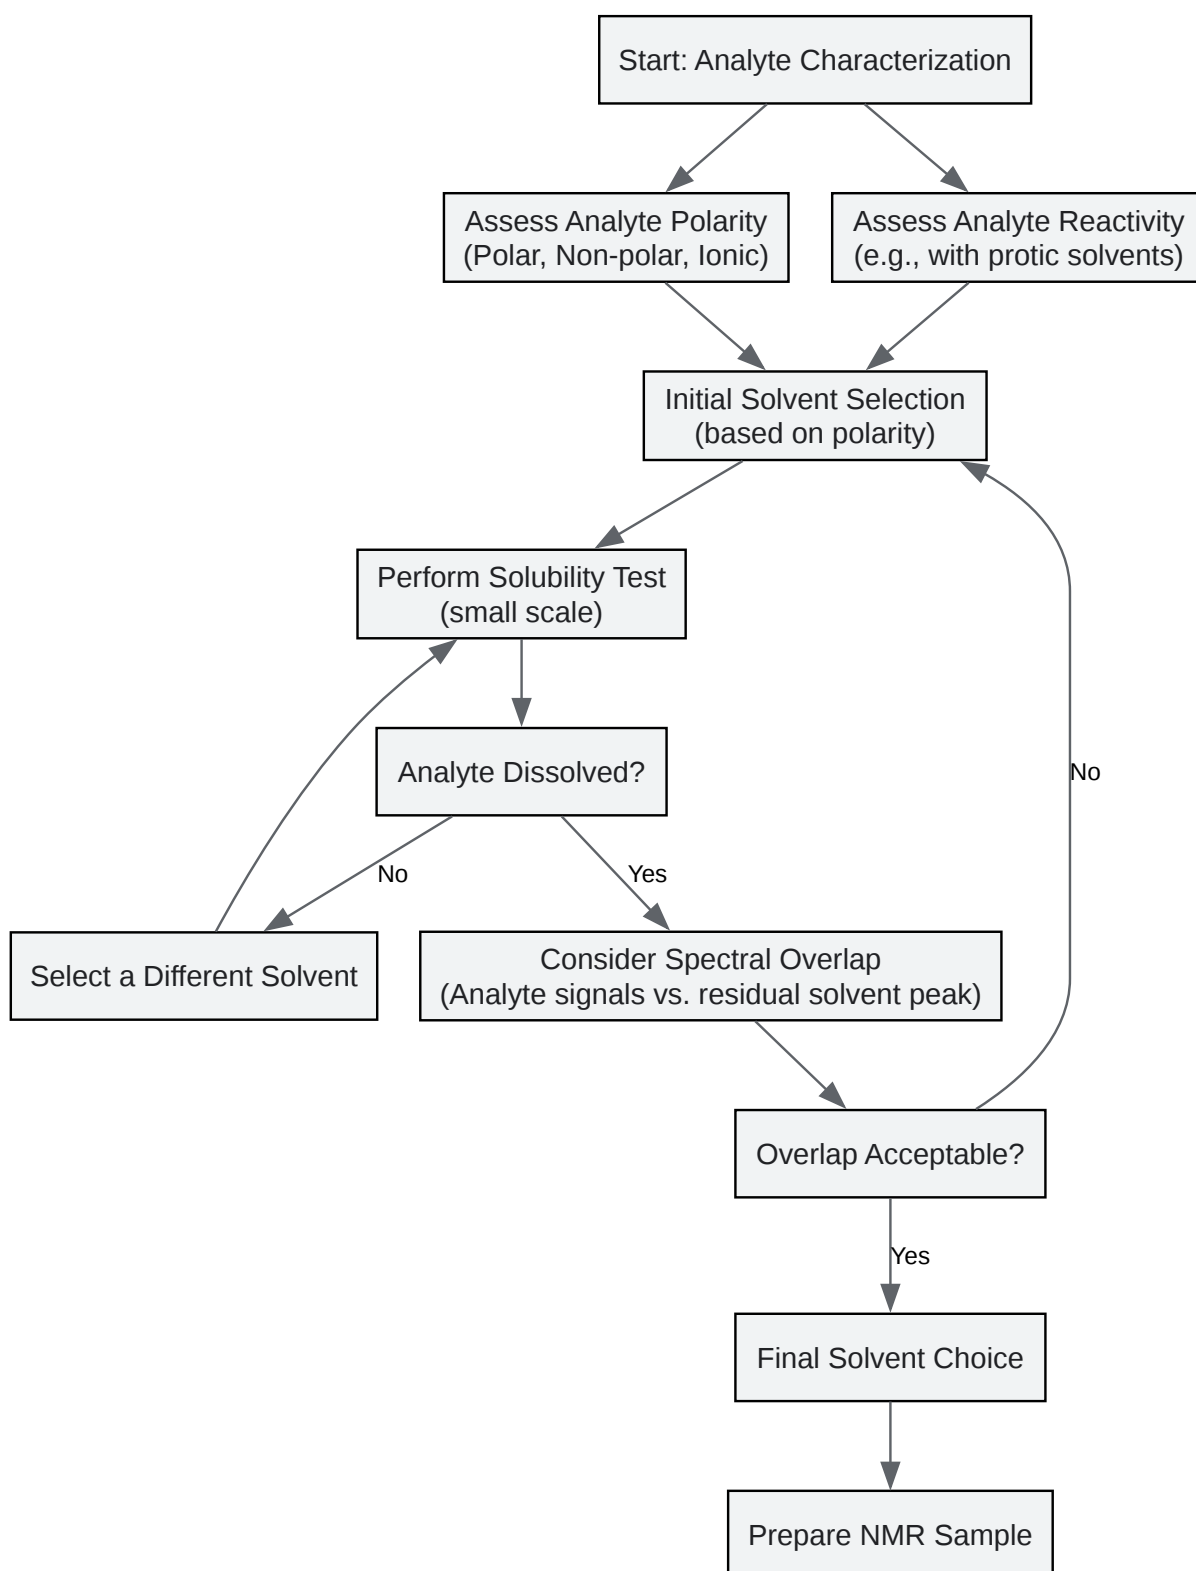 Start: Analyte Characterization
Assess Analyte Polarity
(Polar, Non-polar, Ionic)
Assess Analyte Reactivity
(e.g., with protic solvents)
Initial Solvent Selection
(based on polarity)
Perform Solubility Test
(small scale)
Analyte Dissolved?
No
No
Yes
Select a Different Solvent
Consider Spectral Overlap
(Analyte signals vs. residual solvent peak)
Overlap Acceptable?
Yes
Final Solvent Choice
Prepare NMR Sample